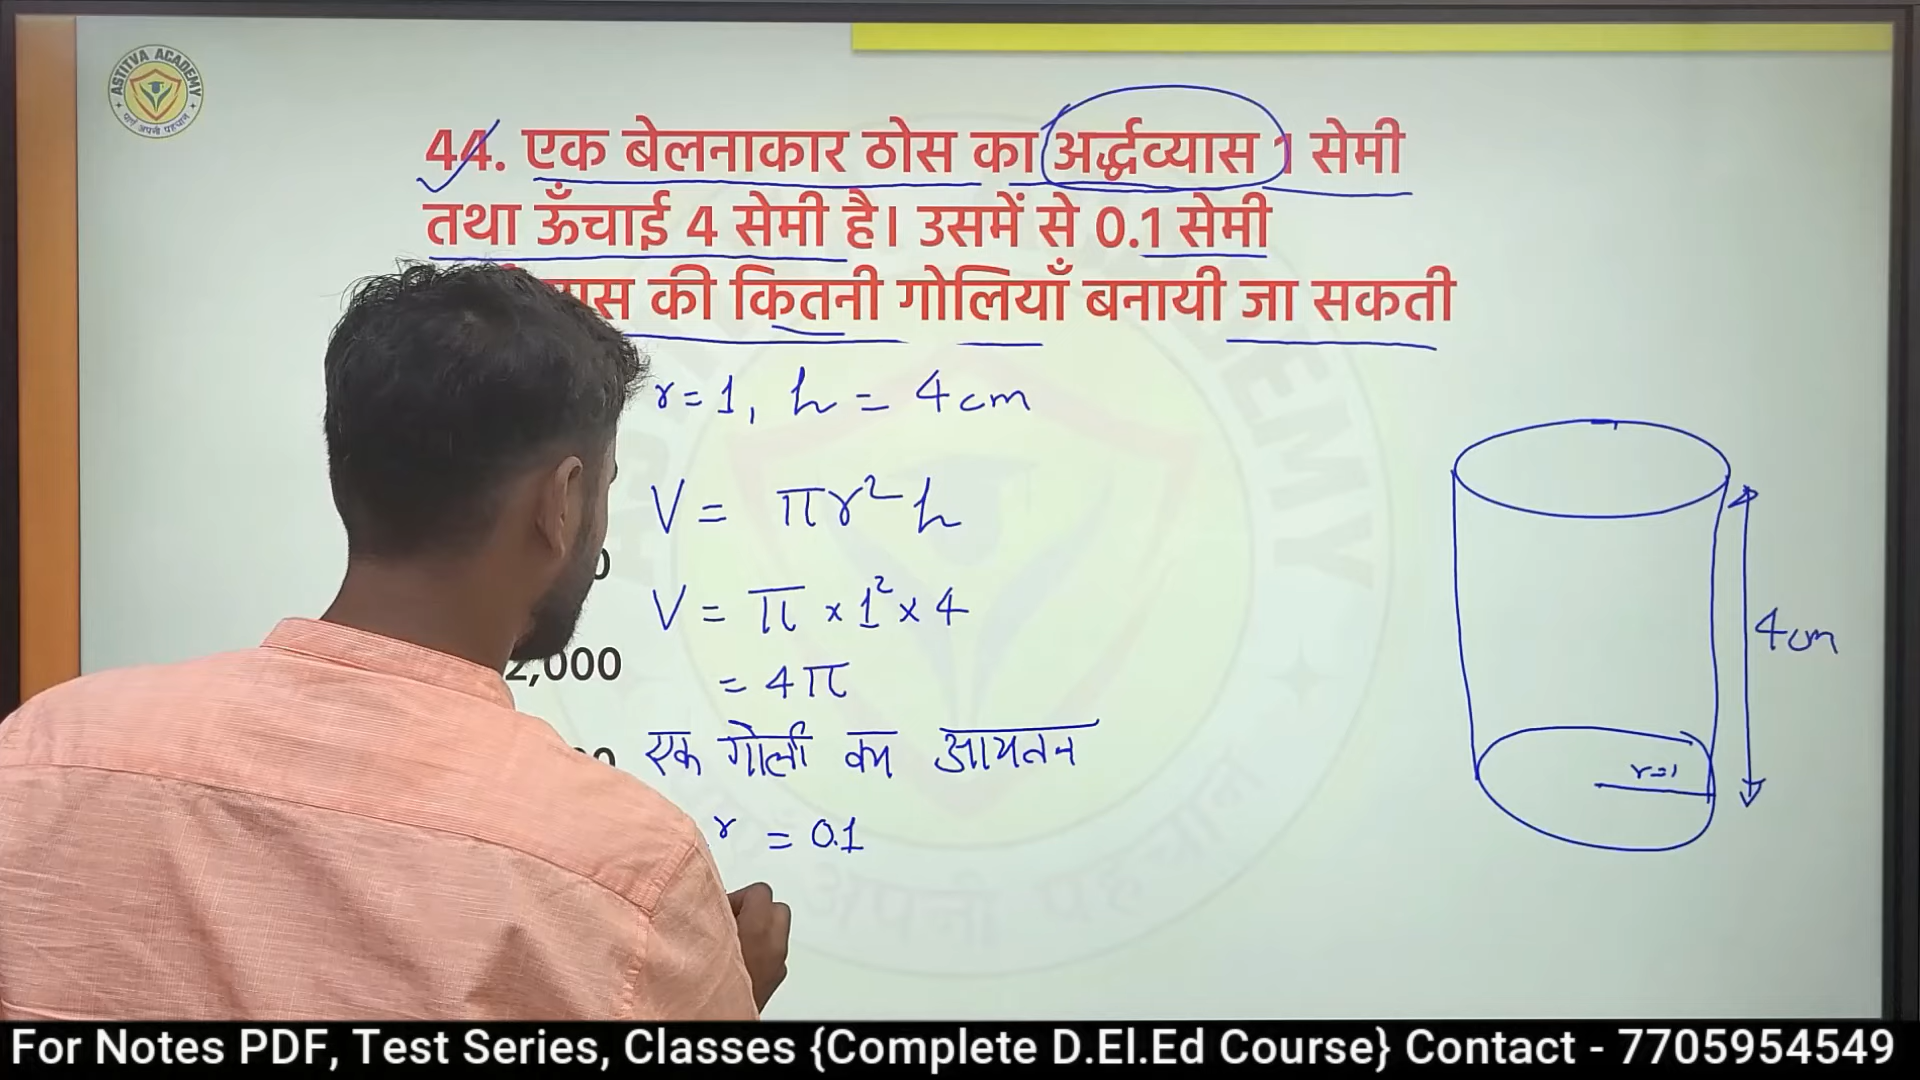 ASTITVA ACADEMY
44. एक बेलनाकार ठोस का अर्द्धव्यास 1 सेमी
तथा ऊँचाई 4 सेमी है। उसमें से 0.1 सेमी
की कितनी गोलियाँ बनायी जा सकती
r = 1, h = 4 cm
V = πr²h
V = π × 1² × 4
2,000
= 4π
एक गोली का आयतन
r = 0.1
4cm
r=1
For Notes PDF, Test Series, Classes {Complete D.El.Ed Course} Contact - 7705954549